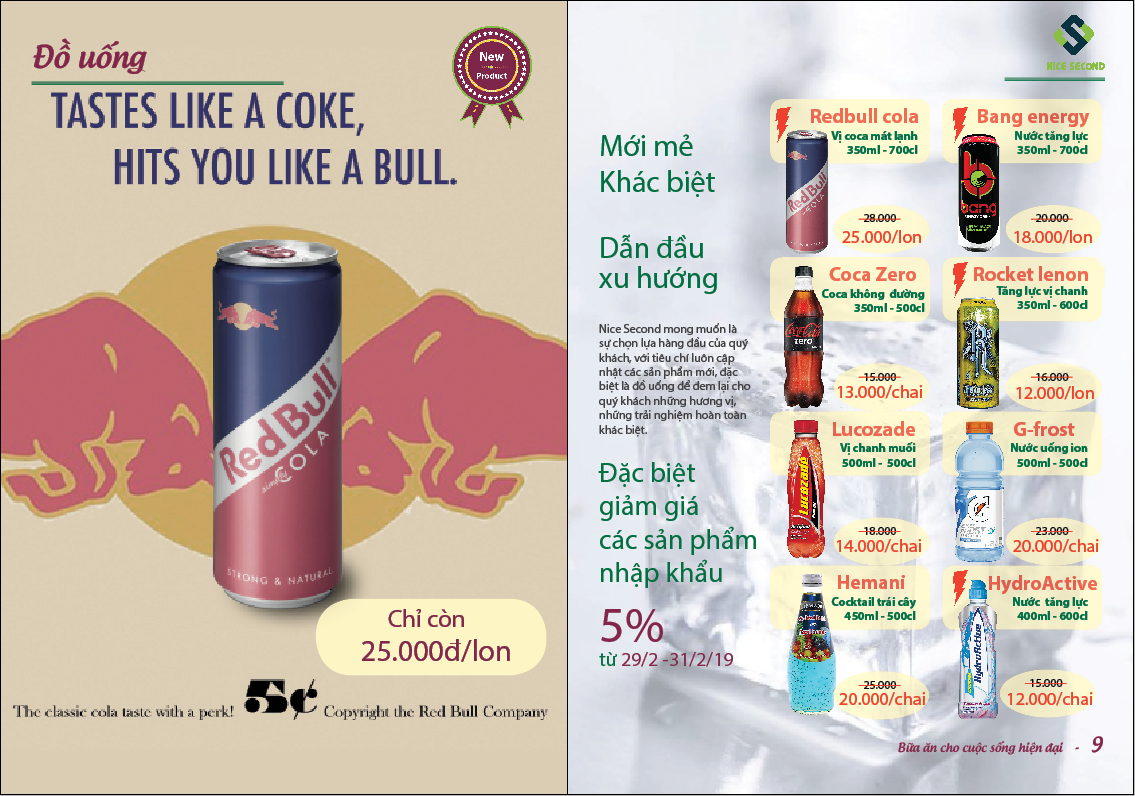 Đồ uống
New
Product
TASTES LIKE A COKE,
HITS YOU LIKE A BULL.
Red Bull
simply COLA
STRONG & NATURAL
Chỉ còn
25.000đ/lon
The classic cola taste with a perk! 5¢ Copyright the Red Bull Company
NICE SECOND
Mới mẻ
Khác biệt
Dẫn đầu
xu hướng
Nice Second mong muốn là
sự chọn lựa hàng đầu của quý
khách, với tiêu chí luôn cập
nhật các sản phẩm mới, đặc
biệt là đồ uống để đem lại cho
quý khách những hương vị,
những trải nghiệm hoàn toàn
khác biệt.
Đặc biệt
giảm giá
các sản phẩm
nhập khẩu
5%
từ 29/2 -31/2/19
Redbull cola
Vị coca mát lạnh
350ml - 700cl
Red Bull
COLA
28.000
25.000/lon
Bang energy
Nước tăng lực
350ml - 700cl
bang
20.000
18.000/lon
Coca Zero
Coca không dường
350ml - 500cl
zero
15.000
13.000/chai
Rocket lenon
Tăng lực vị chanh
350ml - 600cl
16.000
12.000/lon
Lucozade
Vị chanh muối
500ml - 500cl
Lucozade
18.000
14.000/chai
G-frost
Nước uống ion
500ml - 500cl
23.000
20.000/chai
Hemani
Cocktail trái cây
450ml - 500cl
25.000
20.000/chai
HydroActive
Nước tăng lực
400ml - 600cl
HydroActive
15.000
12.000/chai
Bữa ăn cho cuộc sống hiện đại - 9